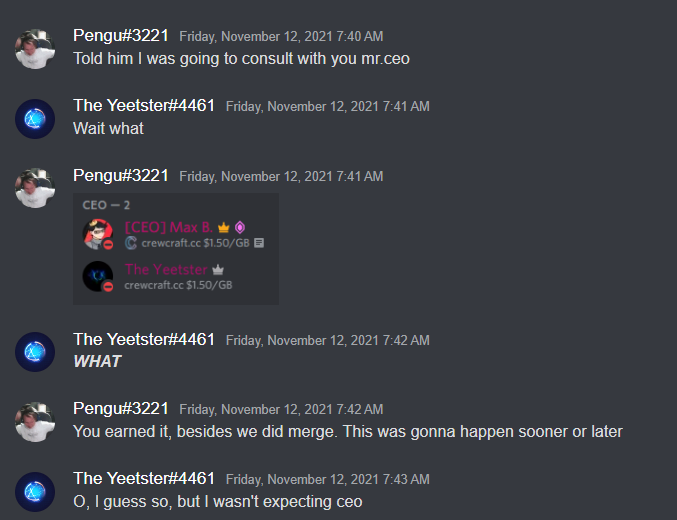 Pengu#3221 Friday, November 12, 2021 7:40 AM
Told him I was going to consult with you mr.ceo
The Yeetster#4461 Friday, November 12, 2021 7:41 AM
Wait what
Pengu#3221 Friday, November 12, 2021 7:41 AM
CEO — 2
[CEO] Max B.
crewcraft.cc $1.50/GB
The Yeetster
crewcraft.cc $1.50/GB
The Yeetster#4461 Friday, November 12, 2021 7:42 AM
WHAT
Pengu#3221 Friday, November 12, 2021 7:42 AM
You earned it, besides we did merge. This was gonna happen sooner or later
The Yeetster#4461 Friday, November 12, 2021 7:43 AM
O, I guess so, but I wasn't expecting ceo